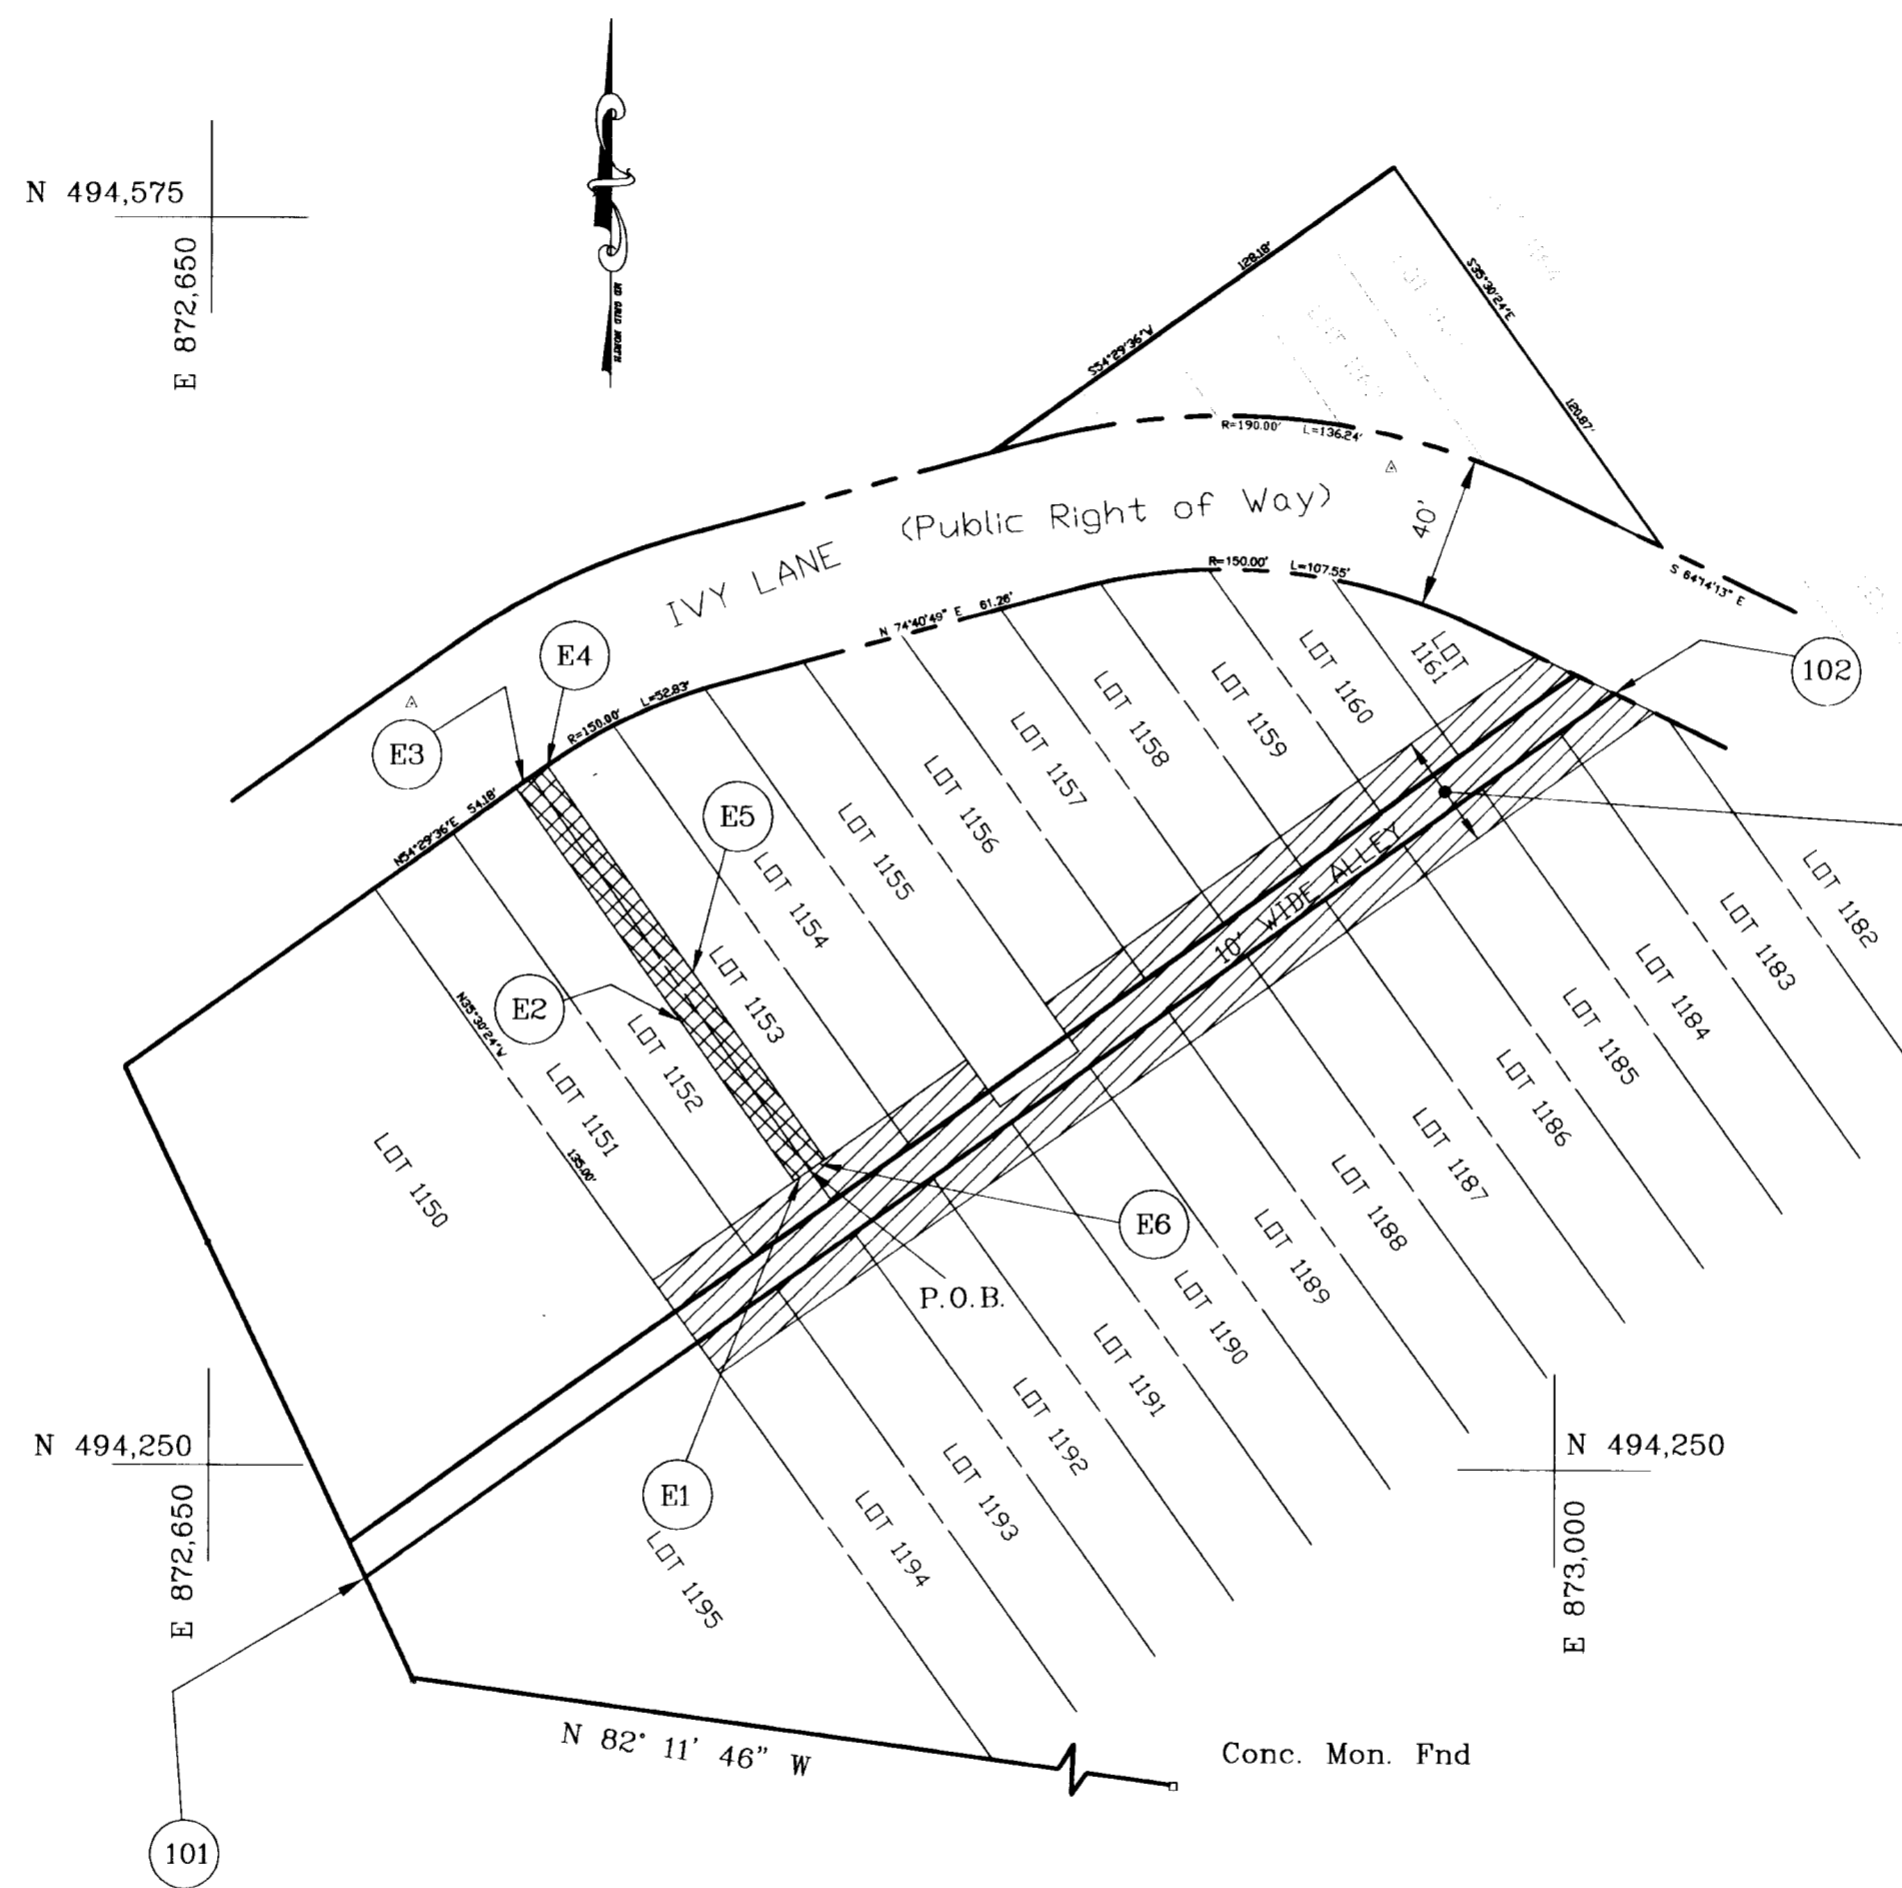 N 494,575
E 872,650
MD GRID NORTH
128.18'
S54°29'36"W
S35°30'24"E
120.87'
R=190.00' L=136.24'
40'
IVY LANE (Public Right of Way)
R=150.00' L=107.55'
S 64°14'13" E
N 74°40'49" E 61.26'
E4
E3
R=150.00' L=52.83'
N54°29'36"E 54.18'
102
LOT 1161
LOT 1160
LOT 1159
LOT 1158
LOT 1157
LOT 1156
LOT 1155
LOT 1154
LOT 1153
E5
E2
LOT 1152
LOT 1151
N35°30'24"W
135.00'
LOT 1150
10' WIDE ALLEY
LOT 1182
LOT 1183
LOT 1184
LOT 1185
LOT 1186
LOT 1187
LOT 1188
LOT 1189
LOT 1190
LOT 1191
LOT 1192
LOT 1193
LOT 1194
LOT 1195
E6
P.O.B.
E1
N 494,250
E 872,650
N 494,250
E 873,000
N 82° 11' 46" W
Conc. Mon. Fnd
101